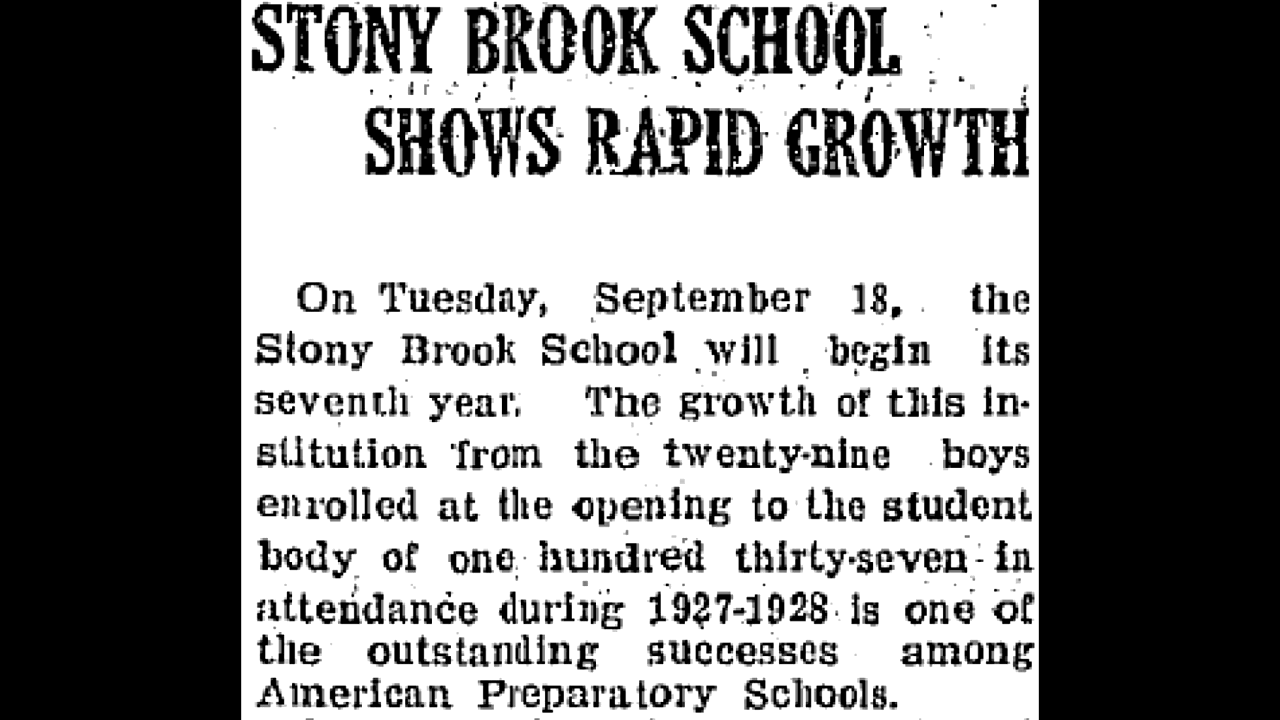 STONY BROOK SCHOOL
SHOWS RAPID GROWTH
On Tuesday, September 18, the
Stony Brook School will begin its
seventh year. The growth of this in-
stitution from the twenty-nine boys
enrolled at the opening to the student
body of one hundred thirty-seven in
attendance during 1927-1928 is one of
the outstanding successes among
American Preparatory Schools.